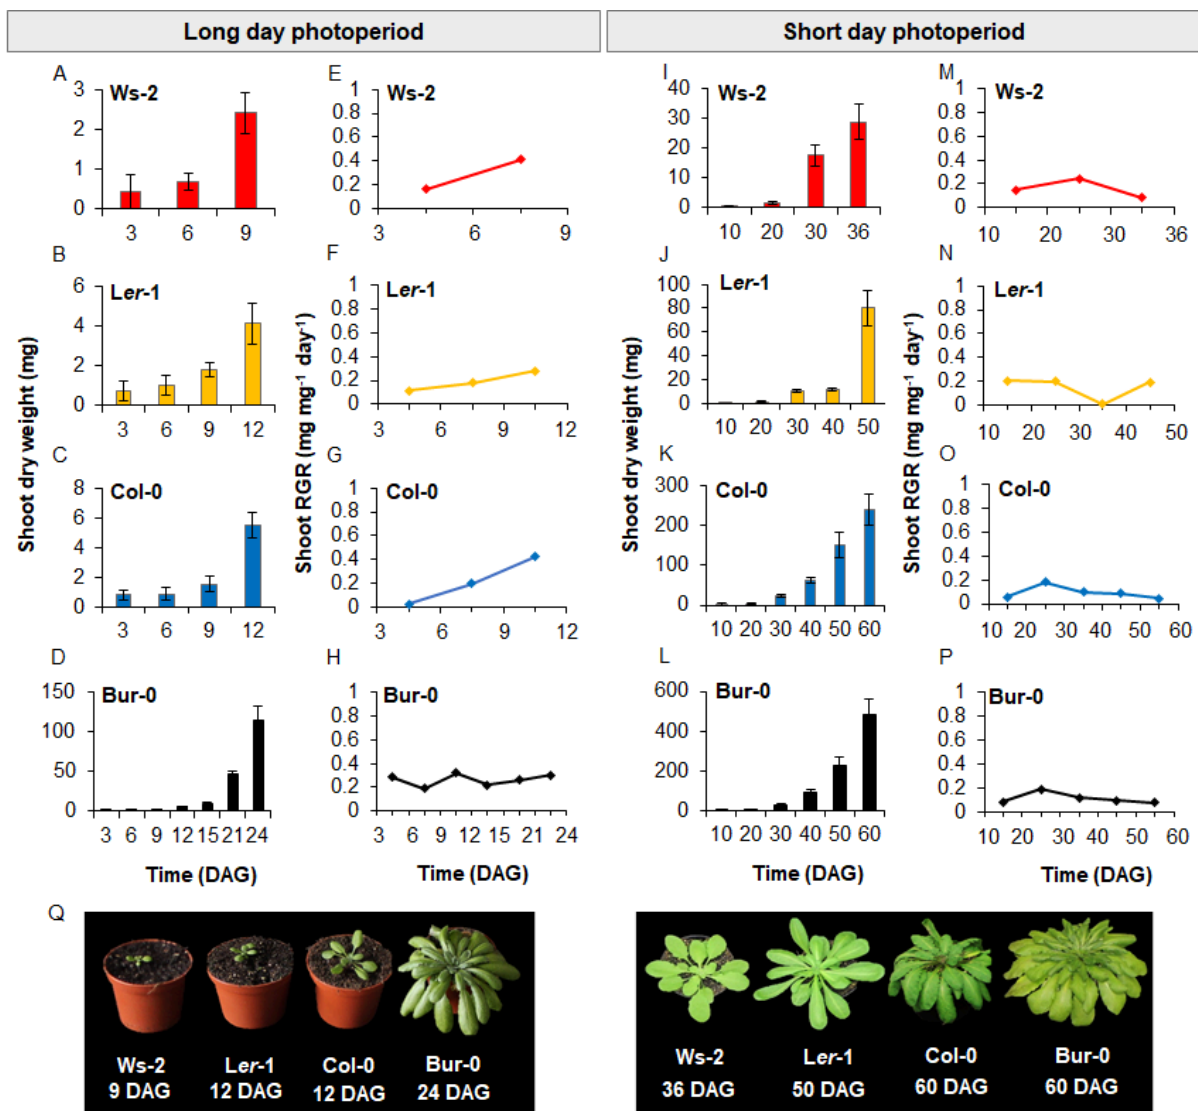 Long day photoperiod
Short day photoperiod
A
Ws-2
3
2
1
0
3 6 9
B
Ler-1
6
4
2
0
3 6 9 12
C
Col-0
8
6
4
2
0
3 6 9 12
D
Bur-0
150
100
50
0
3 6 9 12 15 21 24
Shoot dry weight (mg)
Time (DAG)
E
Ws-2
1
0.8
0.6
0.4
0.2
0
3 6 9
F
Ler-1
1
0.8
0.6
0.4
0.2
0
3 6 9 12
G
Col-0
1
0.8
0.6
0.4
0.2
0
3 6 9 12
H
Bur-0
1
0.8
0.6
0.4
0.2
0
3 6 9 12 15 21 24
Shoot RGR (mg mg⁻¹ day⁻¹)
Time (DAG)
I
Ws-2
40
30
20
10
0
10 20 30 36
J
Ler-1
100
80
60
40
20
0
10 20 30 40 50
K
Col-0
300
200
100
0
10 20 30 40 50 60
L
Bur-0
600
400
200
0
10 20 30 40 50 60
Shoot dry weight (mg)
Time (DAG)
M
Ws-2
1
0.8
0.6
0.4
0.2
0
10 20 30 36
N
Ler-1
1
0.8
0.6
0.4
0.2
0
10 20 30 40 50
O
Col-0
1
0.8
0.6
0.4
0.2
0
10 20 30 40 50 60
P
Bur-0
1
0.8
0.6
0.4
0.2
0
10 20 30 40 50 60
Shoot RGR (mg mg⁻¹ day⁻¹)
Time (DAG)
Q
Ws-2
9 DAG
Ler-1
12 DAG
Col-0
12 DAG
Bur-0
24 DAG
Ws-2
36 DAG
Ler-1
50 DAG
Col-0
60 DAG
Bur-0
60 DAG